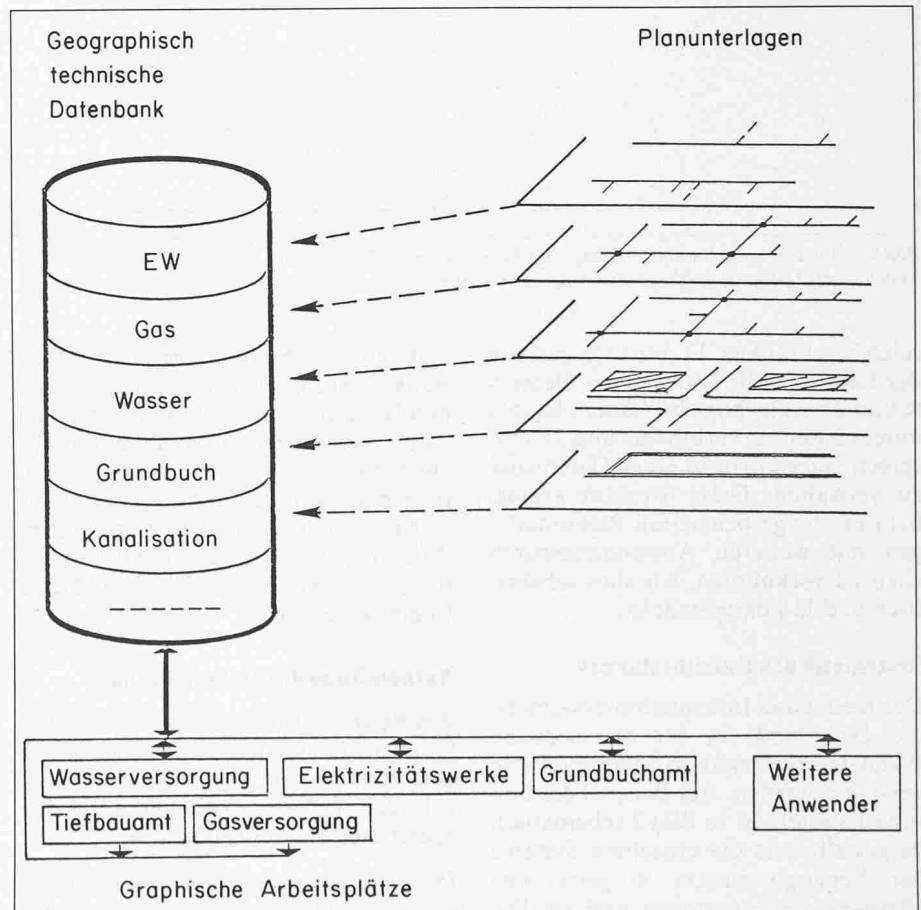 Geographisch
technische
Datenbank
Planunterlagen
EW
Gas
Wasser
Grundbuch
Kanalisation
Wasserversorgung
Elektrizitätswerke
Grundbuchamt
Weitere
Anwender
Tiefbauamt
Gasversorgung
Graphische Arbeitsplätze